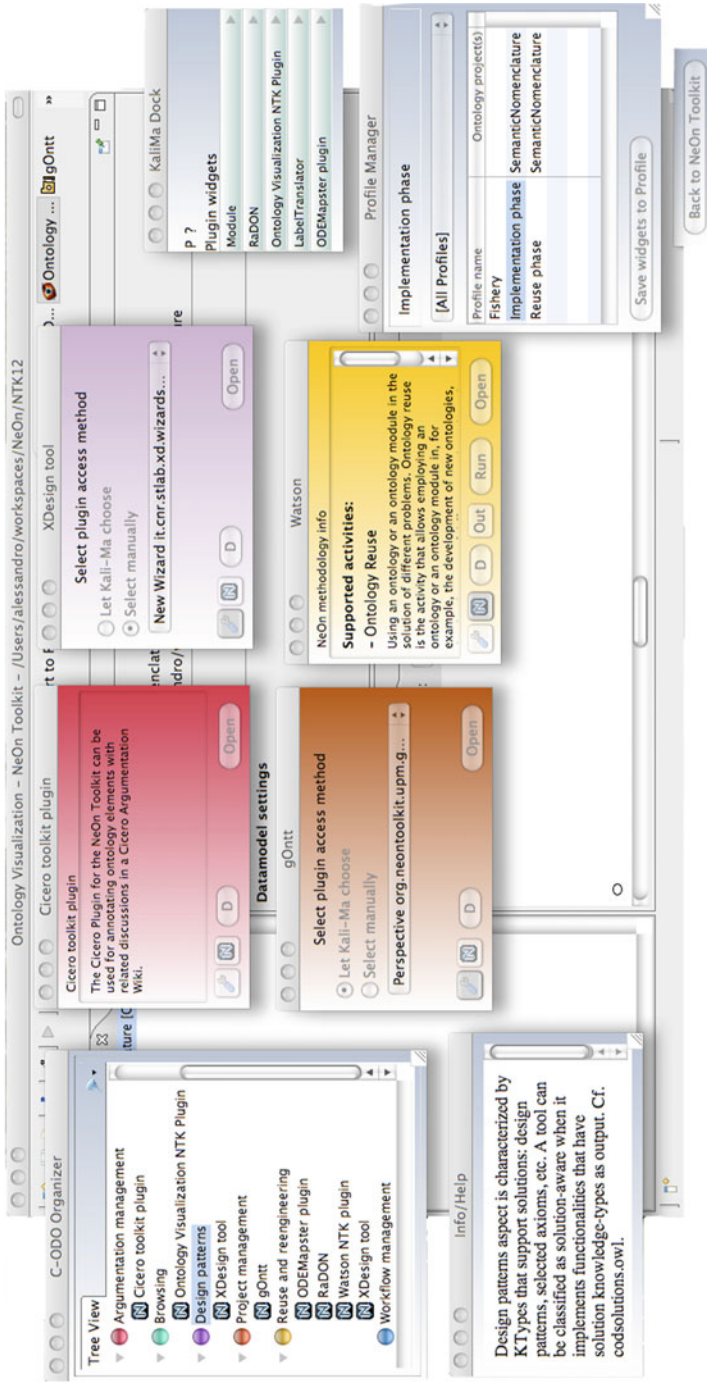 Ontology Visualization – NeOn Toolkit – /Users/alessandro/workspaces/NeOn/NTK12
C-ODO Organizer
Tree View
Argumentation management
Cicero toolkit plugin
Browsing
Ontology Visualization NTK Plugin
Design patterns
XDesign tool
Project management
gOntt
Reuse and reengineering
ODEMapster plugin
RaDON
Watson NTK plugin
XDesign tool
Workflow management
Info/Help
Design patterns aspect is characterized by
KTypes that support solutions: design
patterns, selected axioms, etc. A tool can
be classified as solution-aware when it
implements functionalities that have
solution knowledge-types as output. Cf.
codsolutions.owl.
ture [C
Cicero toolkit plugin
Cicero toolkit plugin
The Cicero Plugin for the NeOn Toolkit can be
used for annotating ontology elements with
related discussions in a Cicero Argumentation
Wiki.
N D Open
Datamodel settings
gOntt
Select plugin access method
Let Kali-Ma choose
Select manually
Perspective org.neontoolkit.upm.g...
N D Open
rt to F
enclat
ndro/
XDesign tool
Select plugin access method
Let Kali-Ma choose
Select manually
New Wizard it.cnr.stlab.xd.wizards...
N D Open
Watson
NeOn methodology info
Supported activities:
– Ontology Reuse
Using an ontology or an ontology module in the
solution of different problems. Ontology reuse
is the activity that allows employing an
ontology or an ontology module in, for
example, the development of new ontologies,
N D Out Run Open
D... Ontology ... gOntt »
are
KaliMa Dock
P ?
Plugin widgets
Module
RaDON
Ontology Visualization NTK Plugin
LabelTranslator
ODEMapster plugin
Profile Manager
Implementation phase
[All Profiles]
Profile name Ontology project(s)
Fishery
Implementation phase SemanticNomenclature
Reuse phase SemanticNomenclature
Save widgets to Profile
Back to NeOn Toolkit